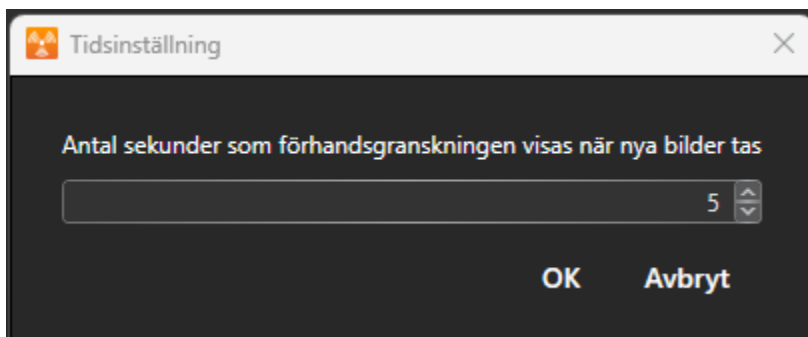 Tidsinställning
Antal sekunder som förhandsgranskningen visas när nya bilder tas
5
OK Avbryt